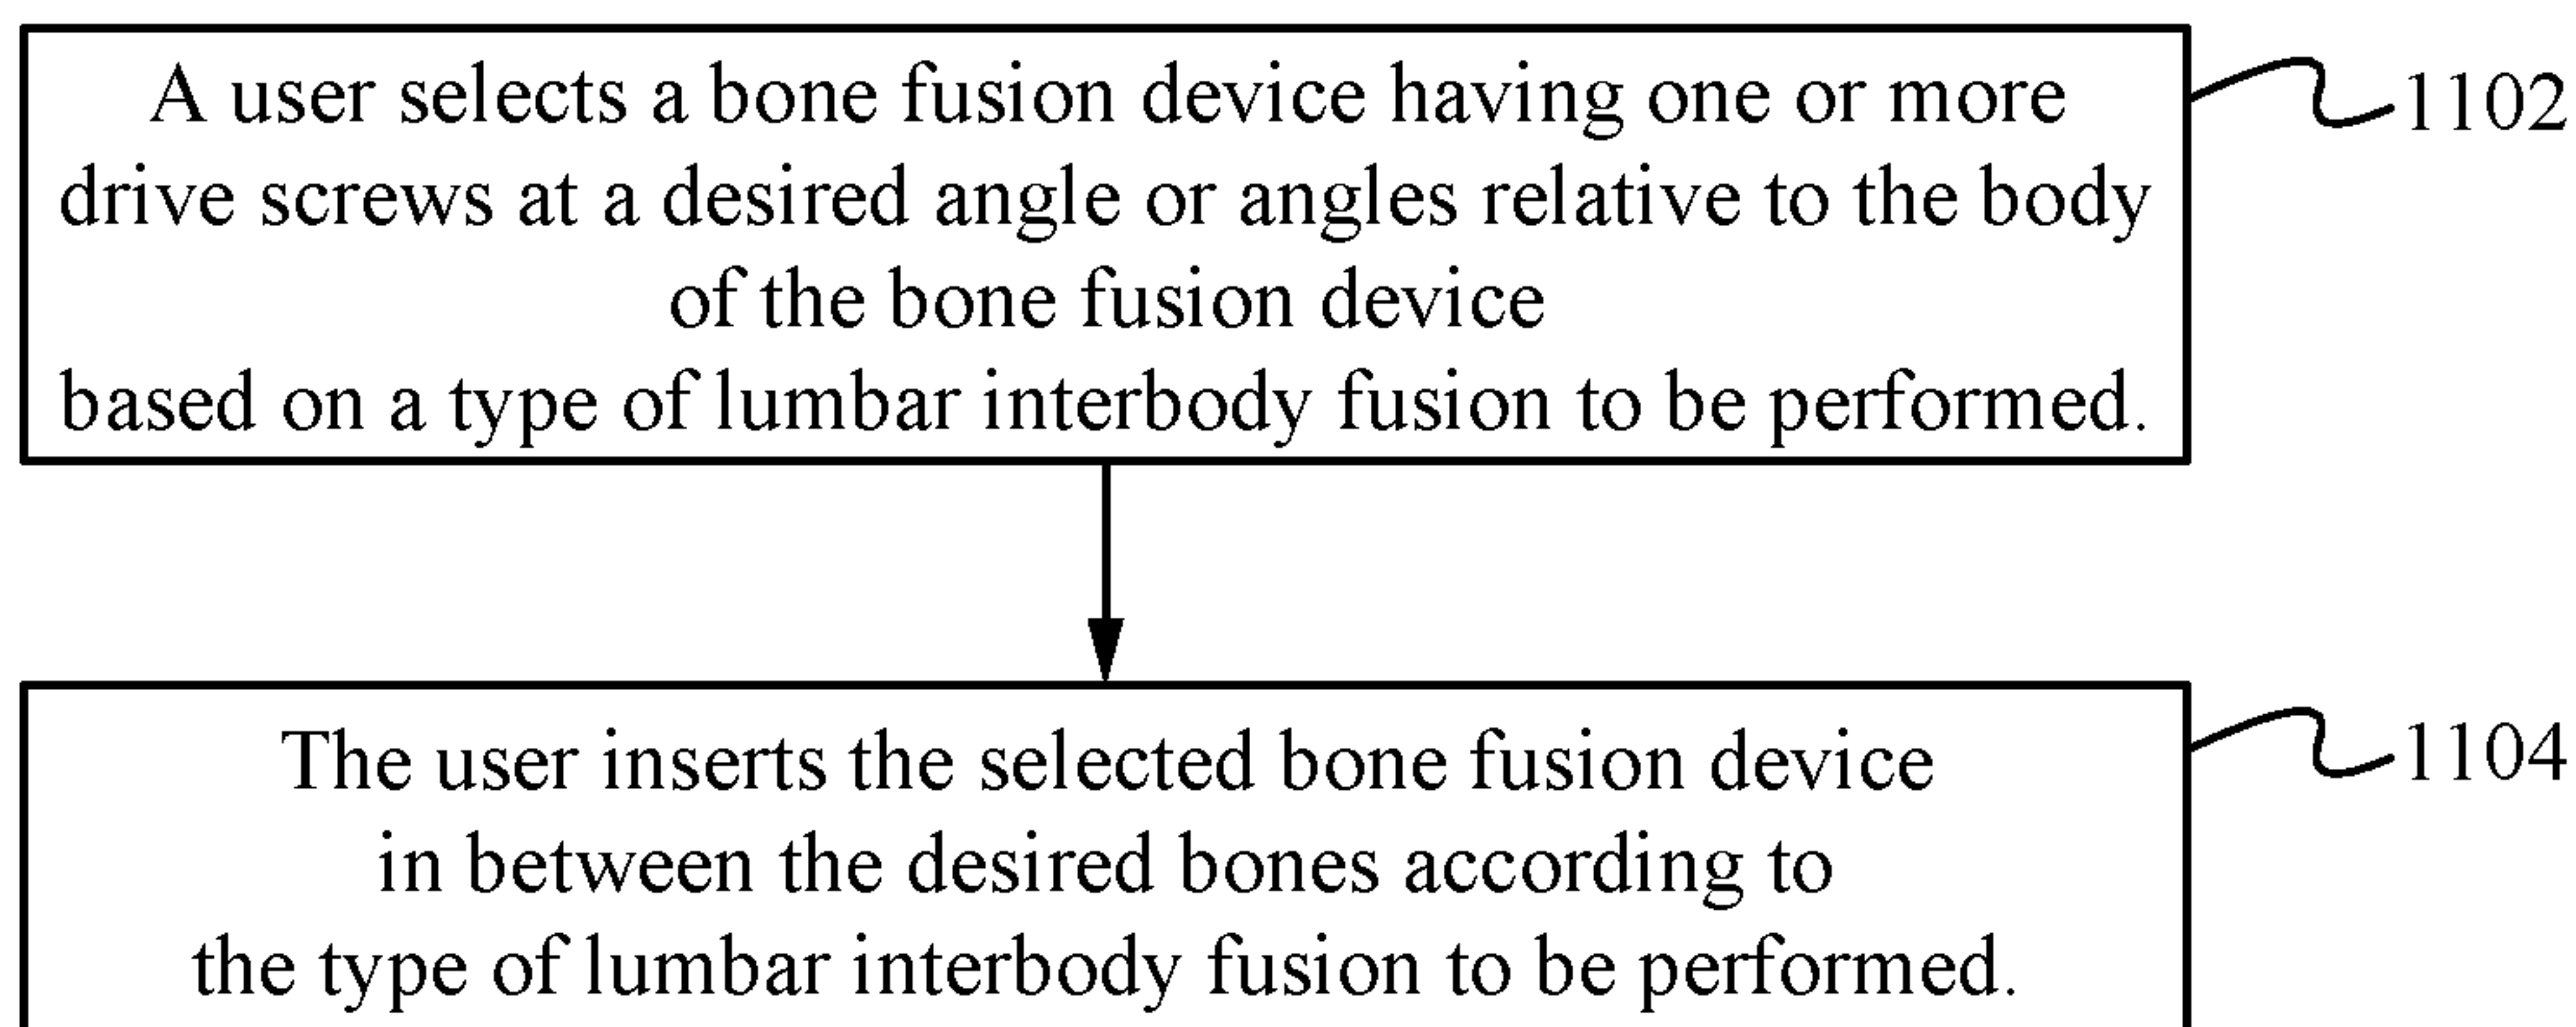 A user selects a bone fusion device having one or more
1102
drive screws at a desired angle or angles relative to the body
of the bone fusion device
based on a type of lumbar interbody fusion to be performed.
The user inserts the selected bone fusion device
1104
in between the desired bones according to
the type of lumbar interbody fusion to be performed.